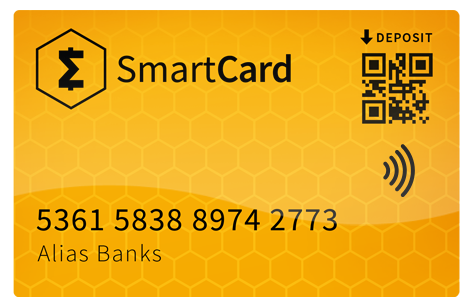 DEPOSIT
SmartCard
5361 5838 8974 2773
Alias Banks